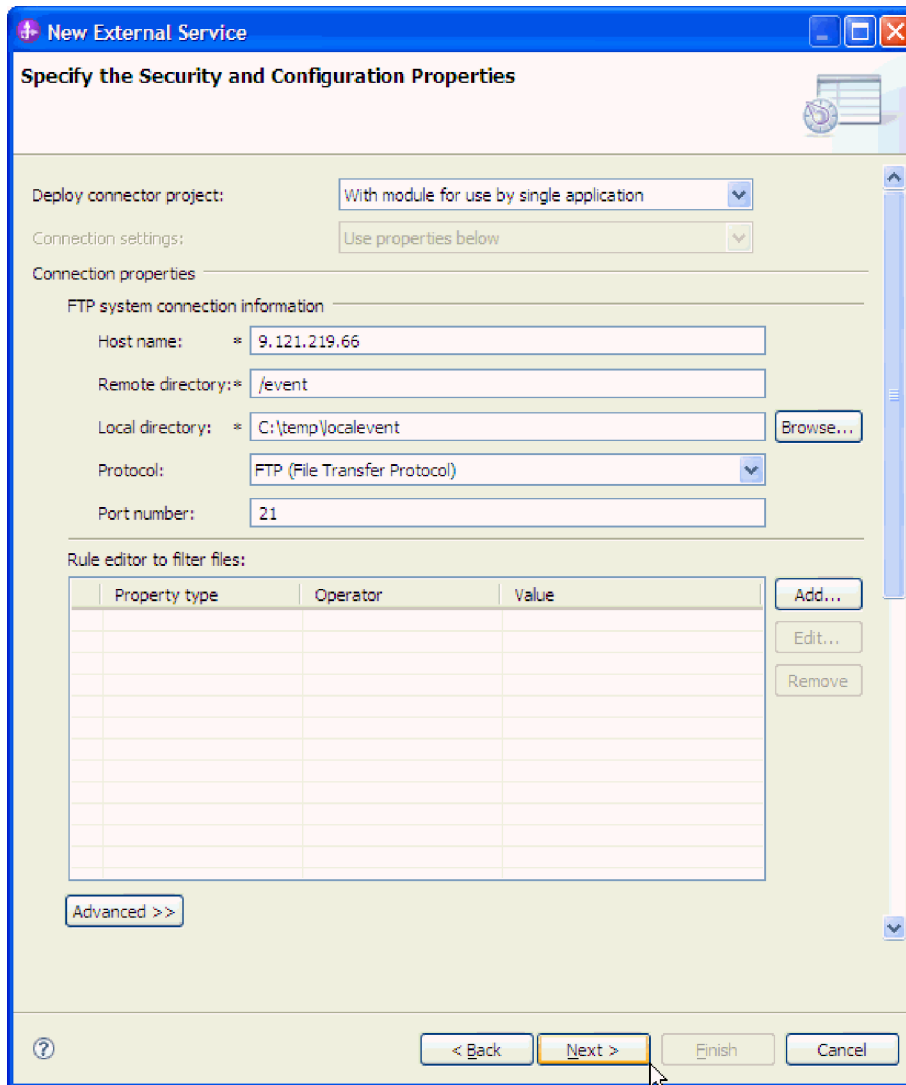 New External Service
Specify the Security and Configuration Properties
Deploy connector project: With module for use by single application
Connection settings: Use properties below
Connection properties
FTP system connection information
Host name: * 9.121.219.66
Remote directory:* /event
Local directory: * C:\temp\localevent Browse...
Protocol: FTP (File Transfer Protocol)
Port number: 21
Rule editor to filter files:
Property type Operator Value Add...
Edit...
Remove
Advanced >>
? < Back Next > Finish Cancel